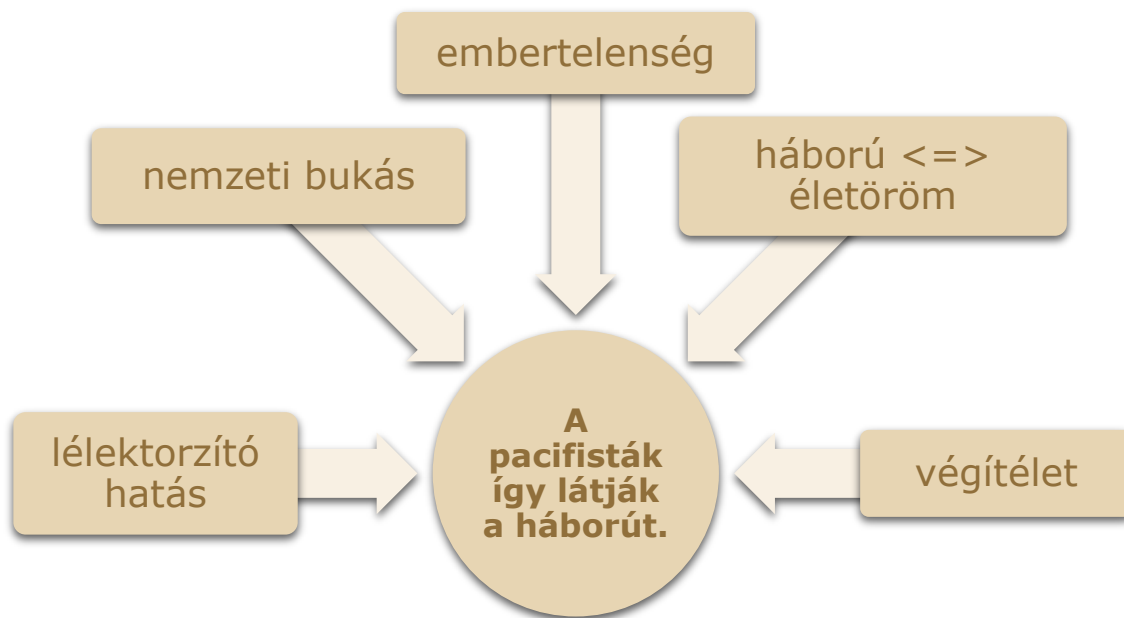 embertelenség
nemzeti bukás
háború <=>
életöröm
lélektorzító
hatás
A
pacifisták
így látják
a háborút.
végítélet